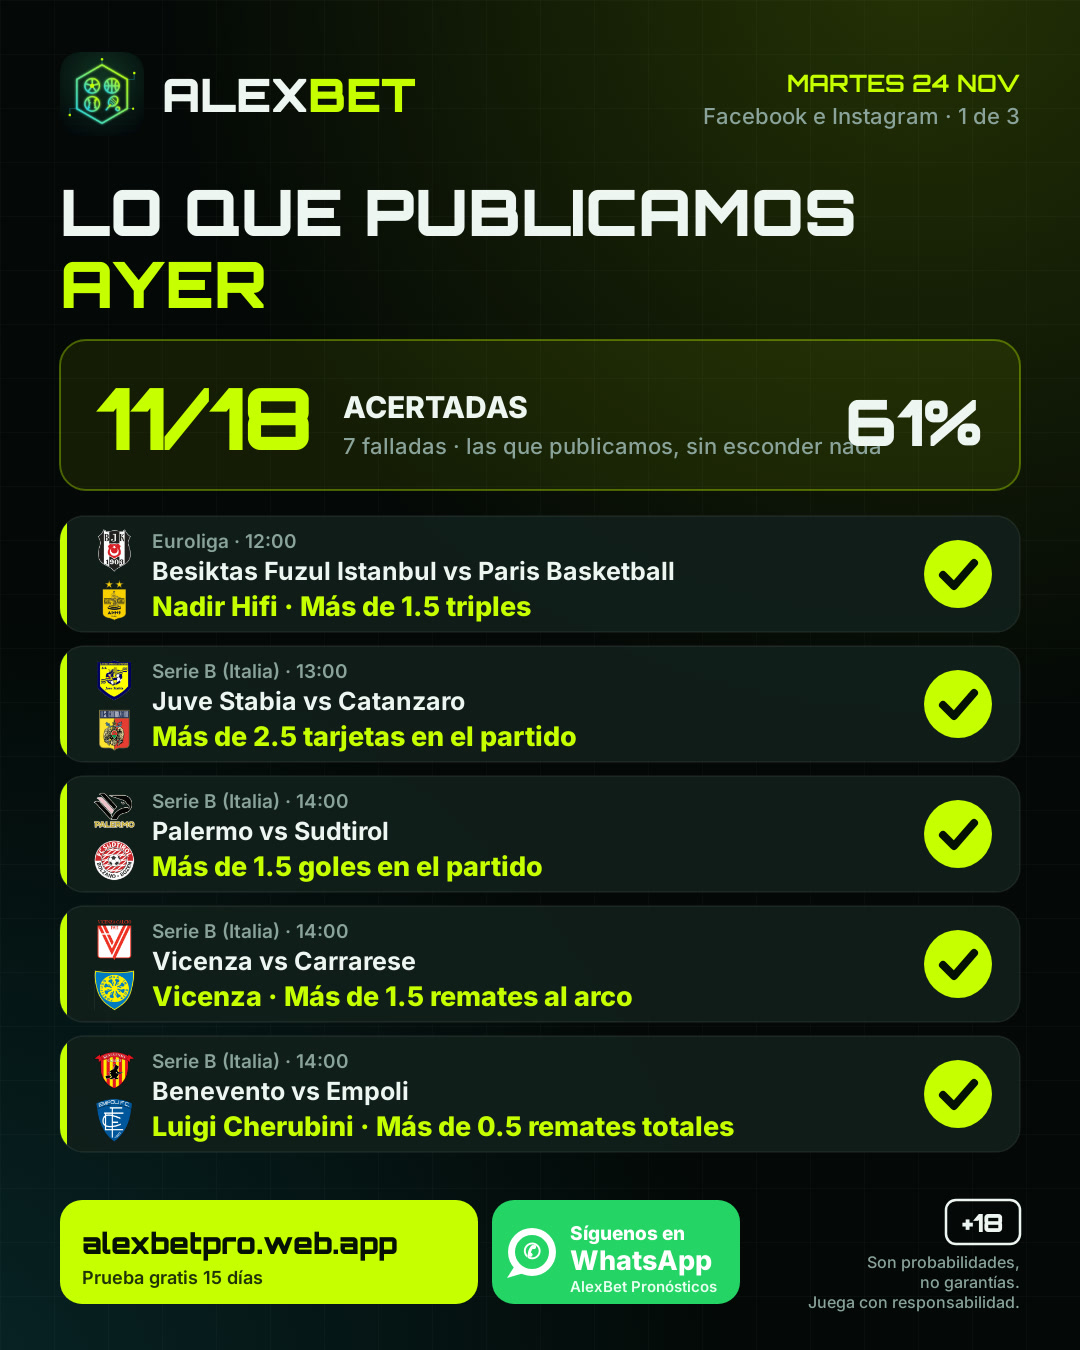 ALEXBET
MARTES 24 NOV
Facebook e Instagram · 1 de 3
LO QUE PUBLICAMOS
AYER
11/18
ACERTADAS
7 falladas · las que publicamos, sin esconder nada
61%
Euroliga · 12:00
Besiktas Fuzul Istanbul vs Paris Basketball
Nadir Hifi · Más de 1.5 triples
Serie B (Italia) · 13:00
Juve Stabia vs Catanzaro
Más de 2.5 tarjetas en el partido
Serie B (Italia) · 14:00
Palermo vs Sudtirol
Más de 1.5 goles en el partido
PALERMO
Serie B (Italia) · 14:00
Vicenza vs Carrarese
Vicenza · Más de 1.5 remates al arco
Serie B (Italia) · 14:00
Benevento vs Empoli
Luigi Cherubini · Más de 0.5 remates totales
alexbetpro.web.app
Prueba gratis 15 días
Síguenos en
WhatsApp
AlexBet Pronósticos
+18
Son probabilidades,
no garantías.
Juega con responsabilidad.